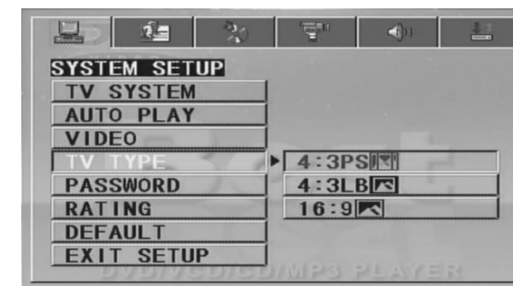 SYSTEM SETUP
TV SYSTEM
AUTO PLAY
VIDEO
TV TYPE
4:3PS
PASSWORD
4:3LB
RATING
16:9
DEFAULT
EXIT SETUP
DVD/VCD/CD/MP3 PLAYER